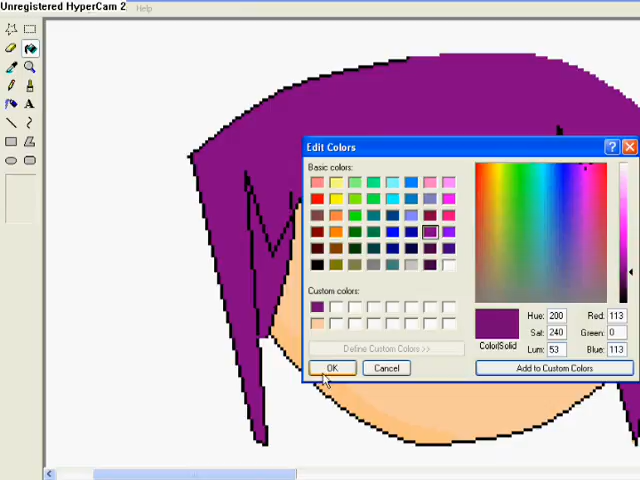 Unregistered HyperCam 2
Help
A
Edit Colors
Basic colors:
Custom colors:
Define Custom Colors >>
OK
Cancel
Color|Solid
Hue: 200
Sat: 240
Lum: 53
Red: 113
Green: 0
Blue: 113
Add to Custom Colors